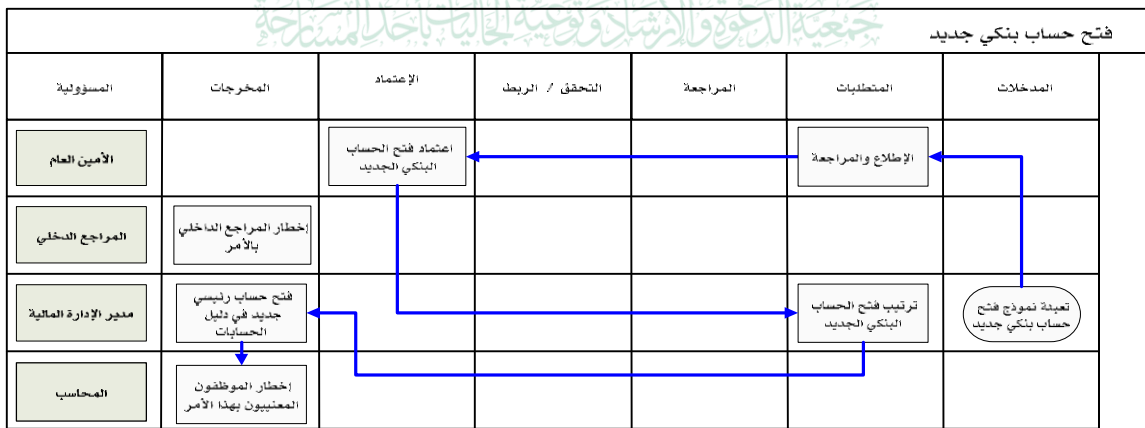 جمعية الدعوة والإرشاد وتوعية الجاليات بأحد المسارحة
فتح حساب بنكي جديد
المدخلات
المتطلبات
المراجعة
التحقق / الربط
الإعتماد
المخرجات
المسؤولية
الإطلاع والمراجعة
اعتماد فتح الحساب
البنكي الجديد
الأمين العام
إخطار المراجع الداخلي
بالأمر
المراجع الدخلي
تعبئة نموذج فتح
حساب بنكي جديد
ترتيب فتح الحساب
البنكي الجديد
فتح حساب رئيسي
جديد في دليل
الحسابات
مدير الإدارة المالية
إخطار الموظفون
المعنييون بهذا الأمر
المحاسب